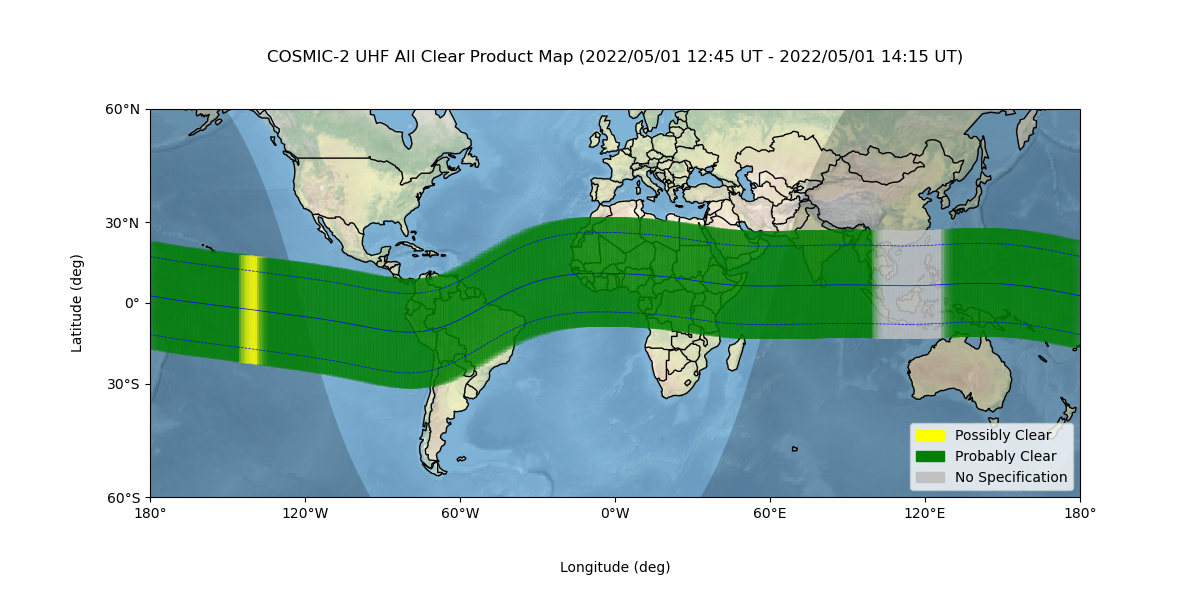 COSMIC-2 UHF All Clear Product Map (2022/05/01 12:45 UT - 2022/05/01 14:15 UT)
60°N
30°N
0°
30°S
60°S
Latitude (deg)
Possibly Clear
Probably Clear
No Specification
180°
120°W
60°W
0°W
60°E
120°E
180°
Longitude (deg)